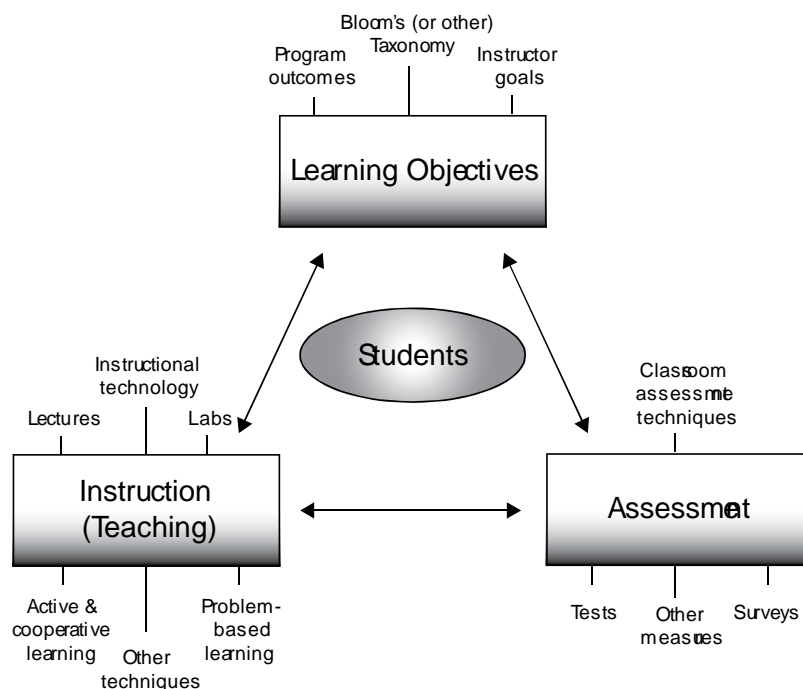 Bloom's (or other)
Taxonomy
Program
outcomes
Instructor
goals
Learning Objectives
Students
Instructional
technology
Lectures
Labs
Instruction
(Teaching)
Active &
cooperative
learning
Other
techniques
Problem-
based
learning
Classroom
assessment
techniques
Assessment
Tests
Other
measures
Surveys